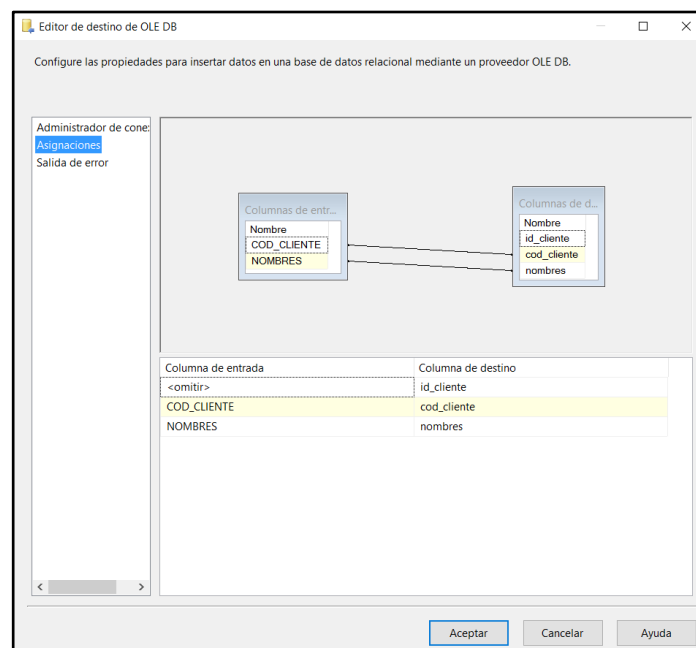 Editor de destino de OLE DB
Configure las propiedades para insertar datos en una base de datos relacional mediante un proveedor OLE DB.
Administrador de cone:
Asignaciones
Salida de error
Columnas de entr...
Nombre
COD_CLIENTE
NOMBRES
Columnas de d...
Nombre
id_cliente
cod_cliente
nombres
Columna de entrada Columna de destino
<omitir> id_cliente
COD_CLIENTE cod_cliente
NOMBRES nombres
Aceptar Cancelar Ayuda